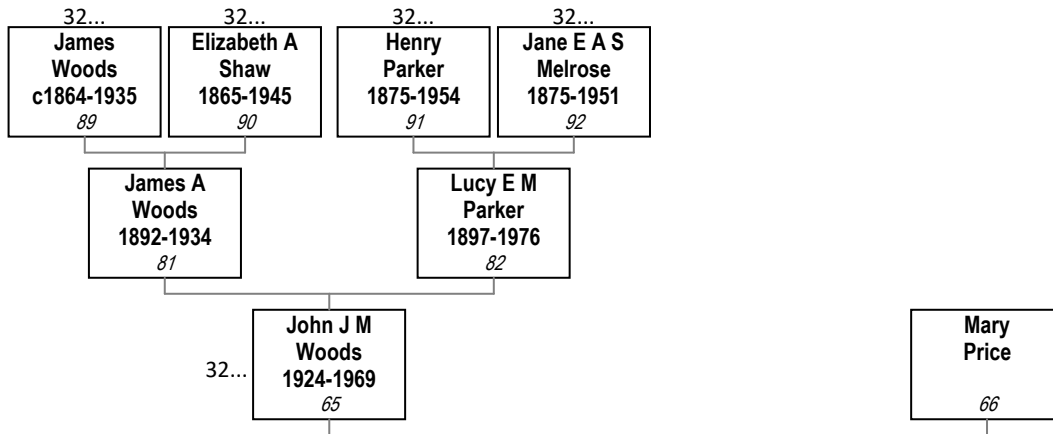 32...
32...
32...
32...
James
Woods
c1864-1935
89
Elizabeth A
Shaw
1865-1945
90
Henry
Parker
1875-1954
91
Jane E A S
Melrose
1875-1951
92
James A
Woods
1892-1934
81
Lucy E M
Parker
1897-1976
82
32...
John J M
Woods
1924-1969
65
Mary
Price
66